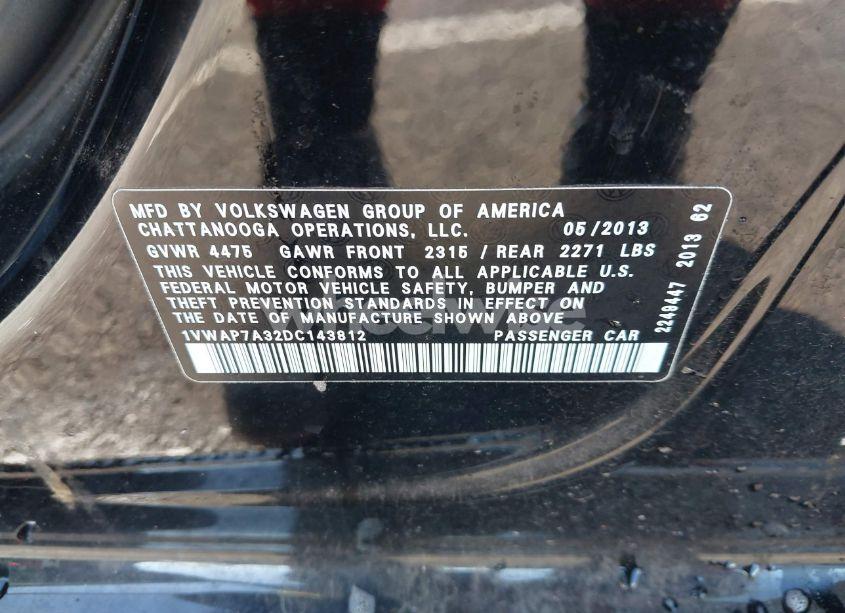 MFD BY VOLKSWAGEN GROUP OF AMERICA
CHATTANOOGA OPERATIONS, LLC. 05/2013
GVWR 4475 GAWR FRONT 2315 / REAR 2271 LBS
THIS VEHICLE CONFORMS TO ALL APPLICABLE U.S.
FEDERAL MOTOR VEHICLE SAFETY, BUMPER AND
THEFT PREVENTION STANDARDS IN EFFECT ON
THE DATE OF MANUFACTURE SHOWN ABOVE
1VWAP7A32DC143812 PASSENGER CAR
2249447 2013 62